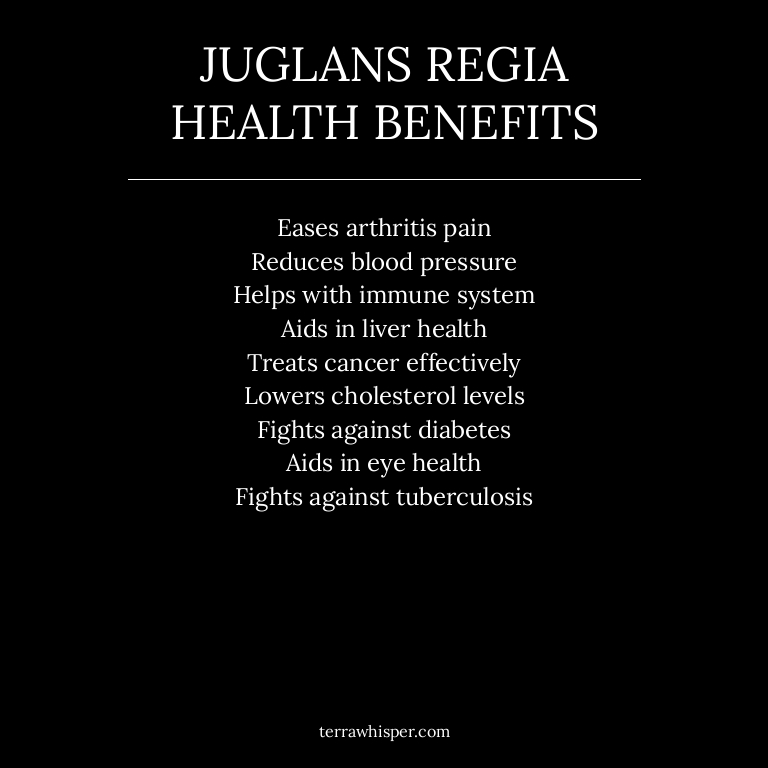 JUGLANS REGIA
HEALTH BENEFITS
Eases arthritis pain
Reduces blood pressure
Helps with immune system
Aids in liver health
Treats cancer effectively
Lowers cholesterol levels
Fights against diabetes
Aids in eye health
Fights against tuberculosis
terrawhisper.com